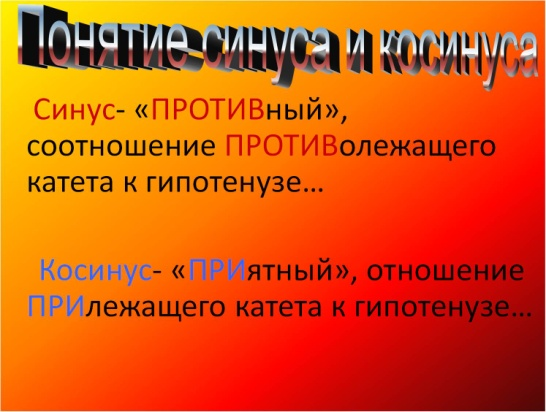 Понятие синуса и косинуса
Синус- «ПРОТИВный»,
соотношение ПРОТИВолежащего
катета к гипотенузе…
Косинус- «ПРИятный», отношение
ПРИлежащего катета к гипотенузе…